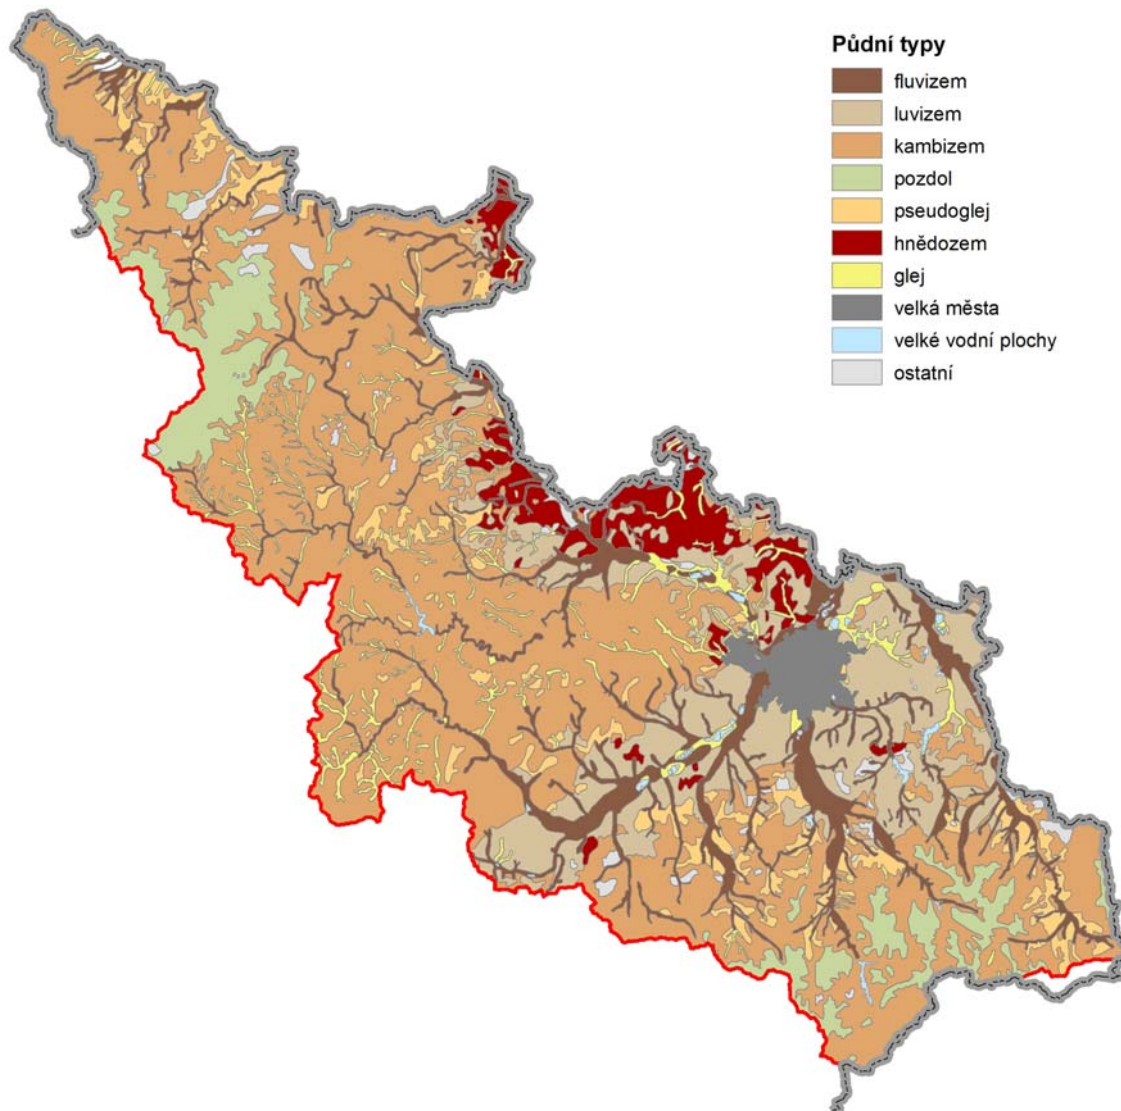 Půdní typy
fluvizem
luvizem
kambizem
pozdol
pseudoglej
hnědozem
glej
velká města
velké vodní plochy
ostatní